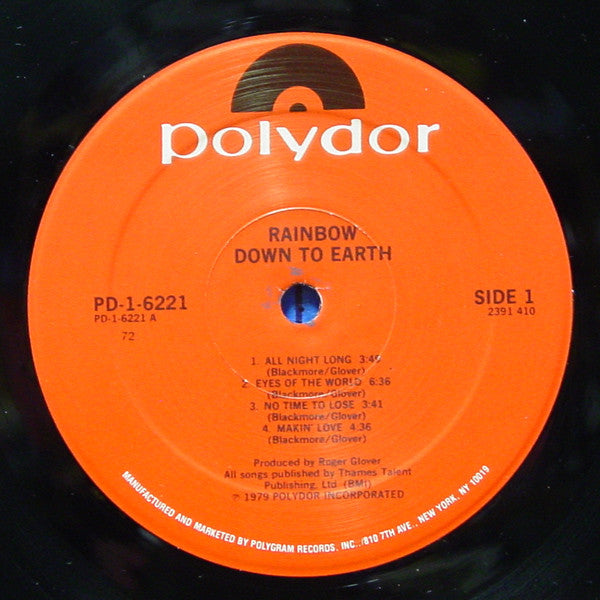 polydor
RAINBOW
DOWN TO EARTH
PD-1-6221
PD-1-6221 A
72
SIDE 1
2391 410
1. ALL NIGHT LONG 3:49
(Blackmore/Glover)
2. EYES OF THE WORLD 6:36
(Blackmore/Glover)
3. NO TIME TO LOSE 3:41
(Blackmore/Glover)
4. MAKIN' LOVE 4:36
(Blackmore/Glover)
Produced by Roger Glover
All songs published by Thames Talent
Publishing, Ltd. (BMI)
℗ 1979 POLYDOR INCORPORATED
MANUFACTURED AND MARKETED BY POLYGRAM RECORDS, INC.,/810 7TH AVE., NEW YORK, NY 10019